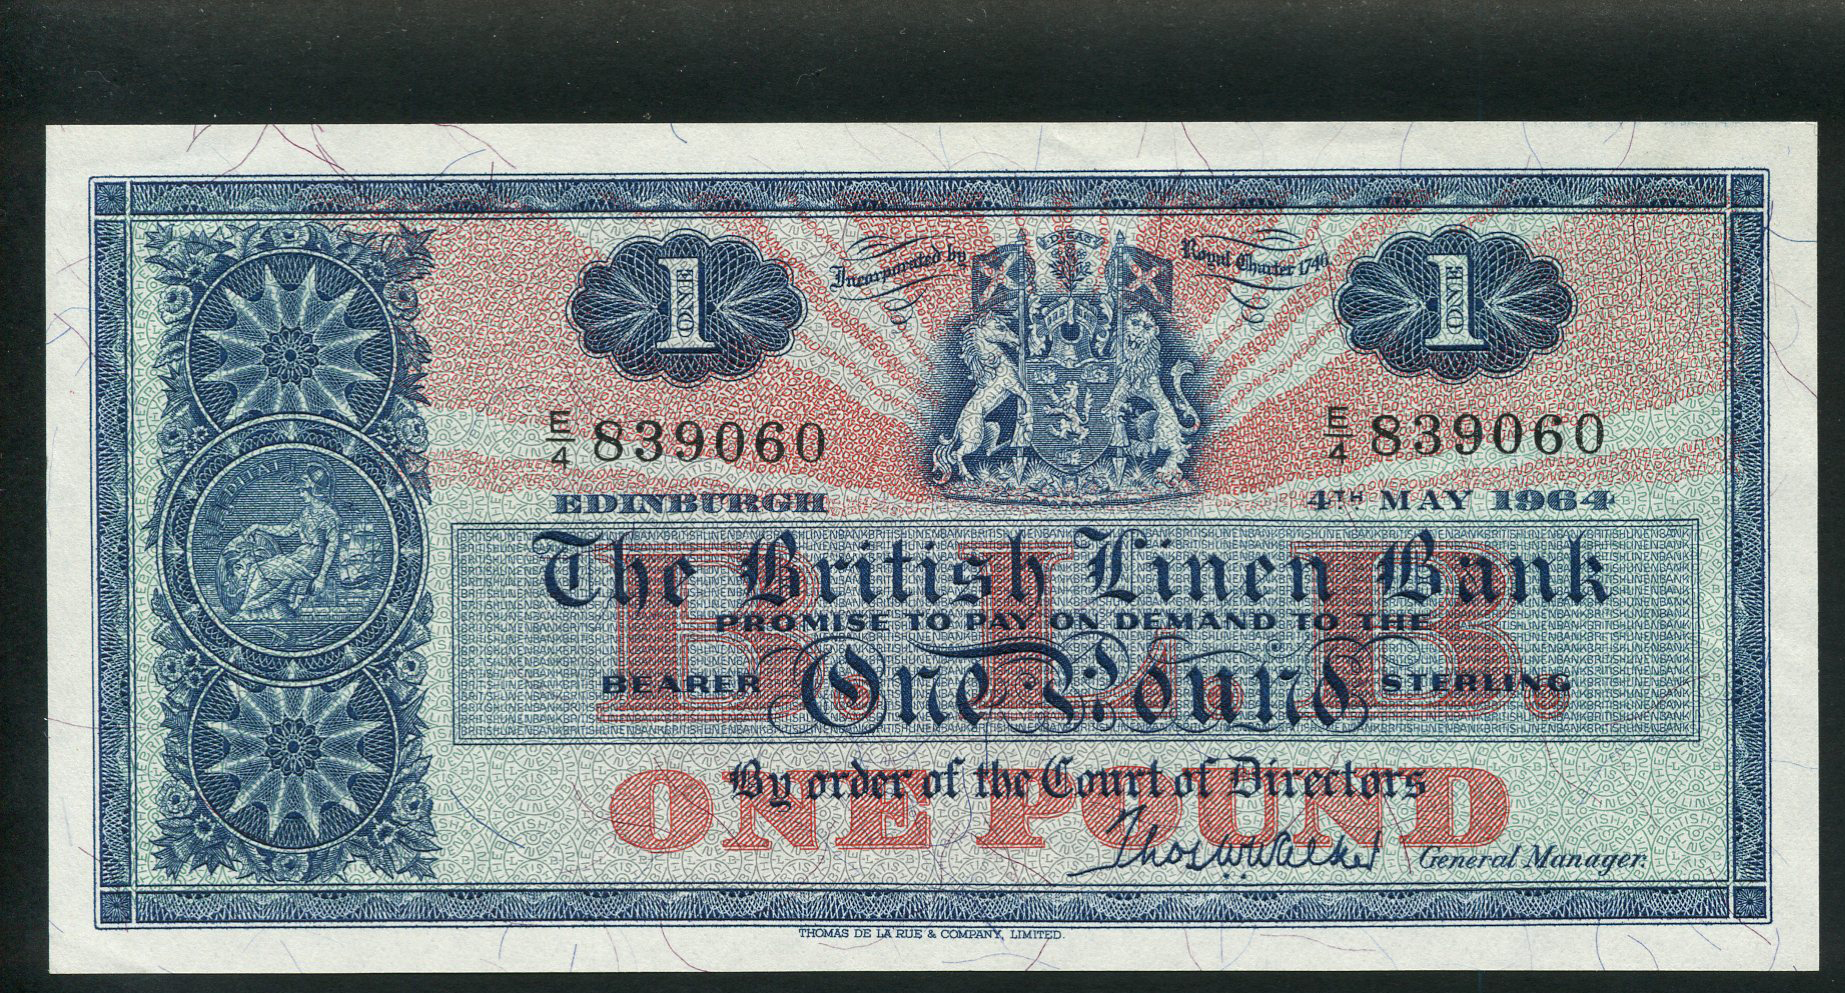 Incorporated by Royal Charter 1746
1 ONE
1 ONE
E/4 839060
E/4 839060
EDINBURGH
4TH MAY 1964
The British Linen Bank
PROMISE TO PAY ON DEMAND TO THE
BEARER One Pound STERLING
B.L.B.
By order of the Court of Directors
ONE POUND
Thos W Walker
General Manager.
THOMAS DE LA RUE & COMPANY, LIMITED.